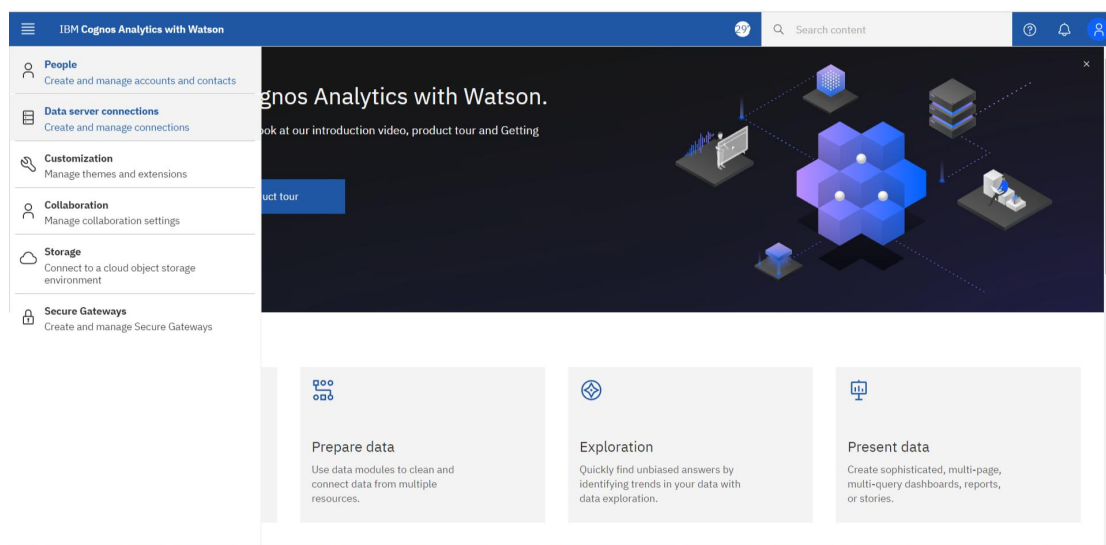 IBM Cognos Analytics with Watson
29
Search content
People
Create and manage accounts and contacts
Data server connections
Create and manage connections
Customization
Manage themes and extensions
Collaboration
Manage collaboration settings
Storage
Connect to a cloud object storage
environment
Secure Gateways
Create and manage Secure Gateways
gnos Analytics with Watson.
ok at our introduction video, product tour and Getting
uct tour
Prepare data
Use data modules to clean and
connect data from multiple
resources.
Exploration
Quickly find unbiased answers by
identifying trends in your data with
data exploration.
Present data
Create sophisticated, multi-page,
multi-query dashboards, reports,
or stories.